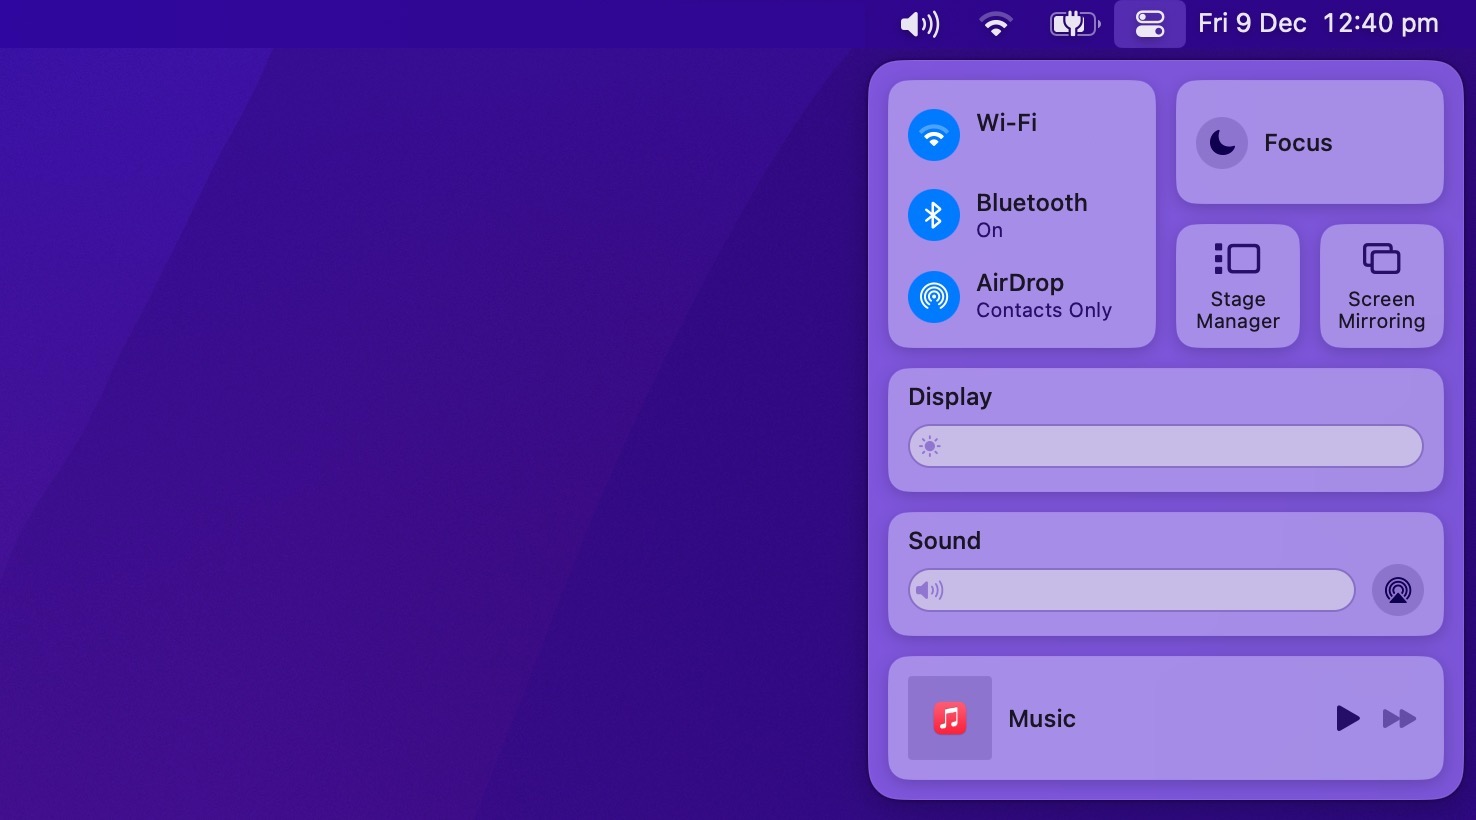 Fri 9 Dec 12:40 pm
Wi-Fi
Bluetooth
On
AirDrop
Contacts Only
Focus
Stage
Manager
Screen
Mirroring
Display
Sound
Music